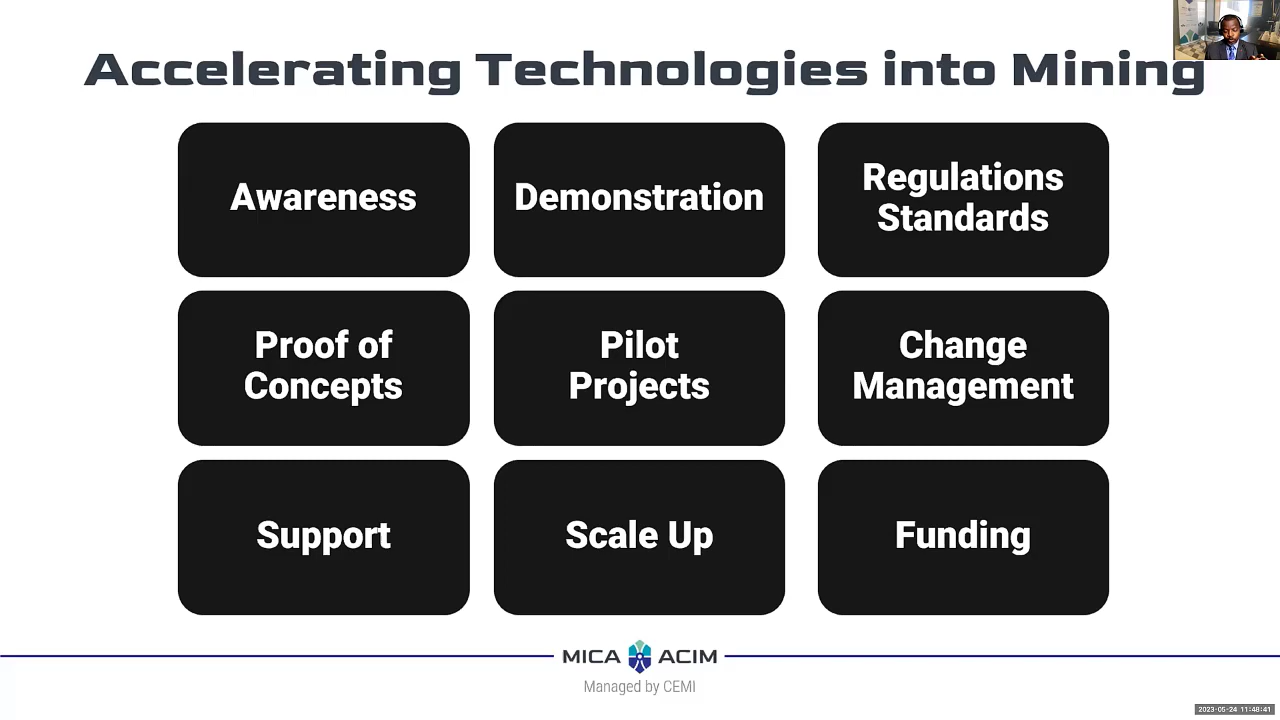 Accelerating Technologies into Mining
Awareness
Demonstration
Regulations
Standards
Proof of
Concepts
Pilot
Projects
Change
Management
Support
Scale Up
Funding
MICA ACIM
Managed by CEMI
2023-05-24 11:48:41